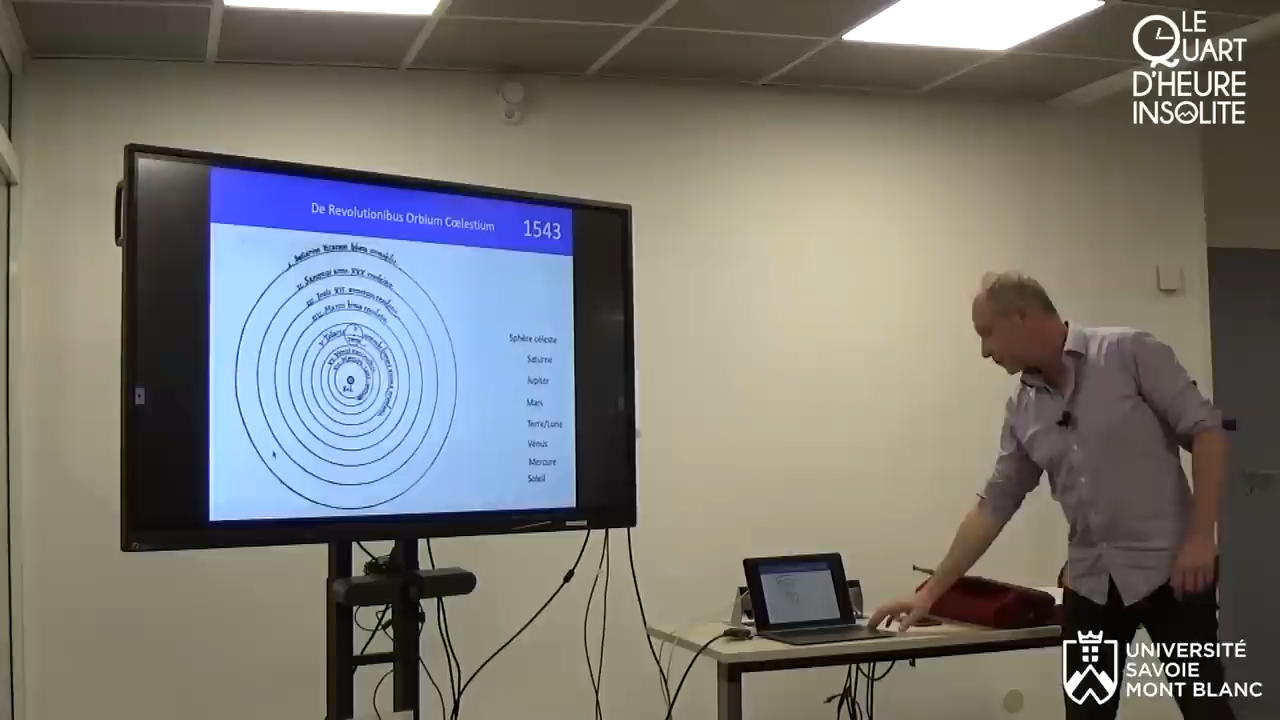 LE
QUART
D'HEURE
INSOLITE
De Revolutionibus Orbium Cœlestium 1543
Sphère céleste
Saturne
Jupiter
Mars
Terre/Lune
Vénus
Mercure
Soleil
UNIVERSITÉ
SAVOIE
MONT BLANC